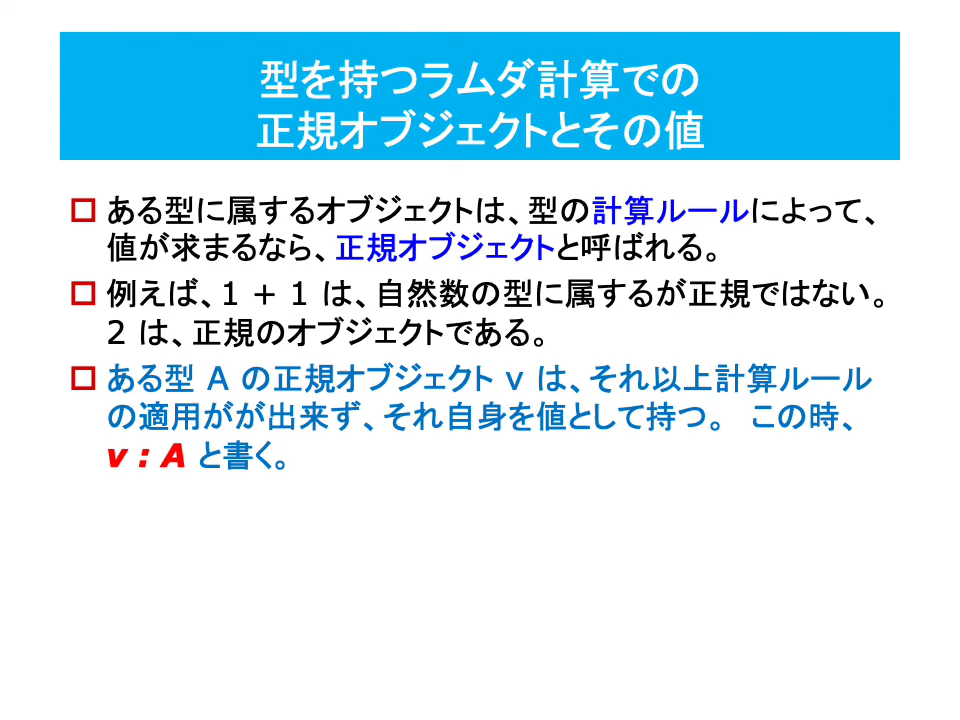 型を持つラムダ計算での
正規オブジェクトとその値
□ ある型に属するオブジェクトは、型の計算ルールによって、
値が求まるなら、正規オブジェクトと呼ばれる。
□ 例えば、1 + 1 は、自然数の型に属するが正規ではない。
2 は、正規のオブジェクトである。
□ ある型 A の正規オブジェクト v は、それ以上計算ルール
の適用がが出来ず、それ自身を値として持つ。 この時、
v : A と書く。